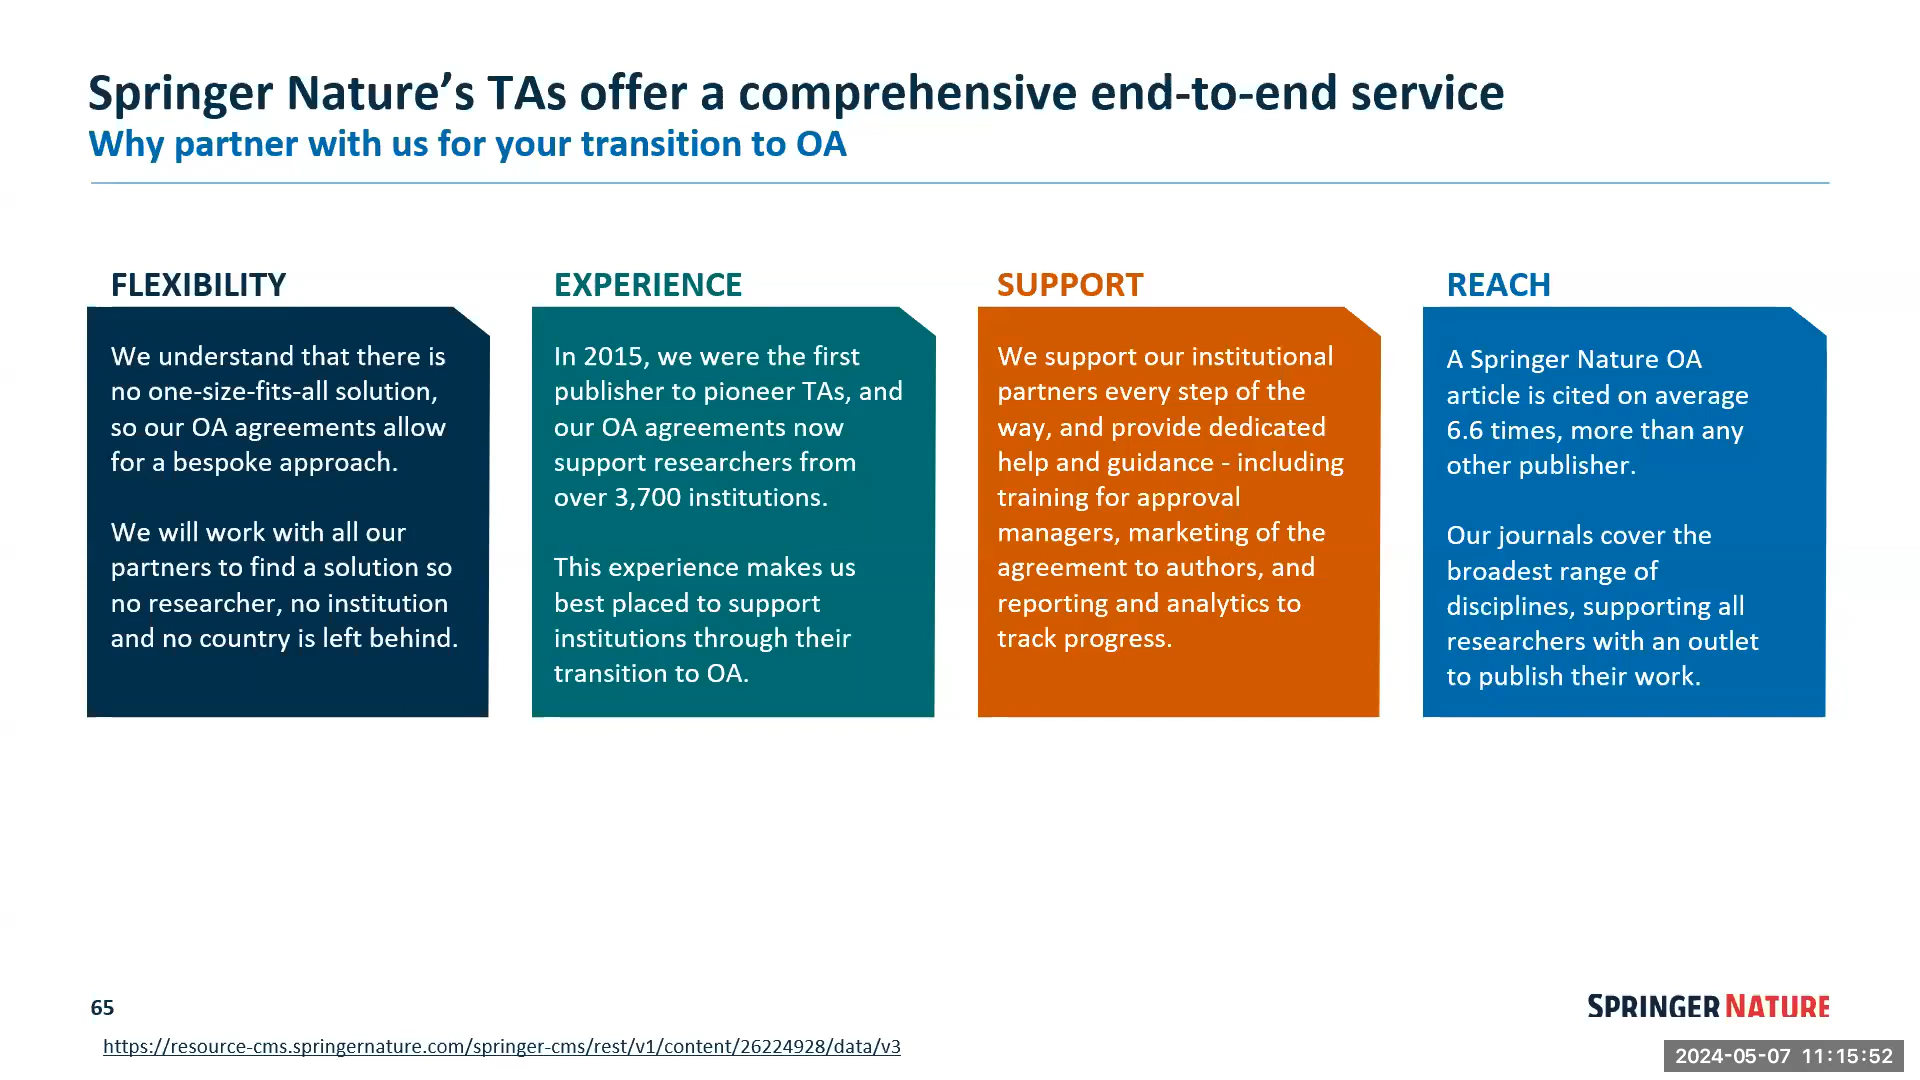 Springer Nature’s TAs offer a comprehensive end-to-end service
Why partner with us for your transition to OA
FLEXIBILITY
We understand that there is
no one-size-fits-all solution,
so our OA agreements allow
for a bespoke approach.
We will work with all our
partners to find a solution so
no researcher, no institution
and no country is left behind.
EXPERIENCE
In 2015, we were the first
publisher to pioneer TAs, and
our OA agreements now
support researchers from
over 3,700 institutions.
This experience makes us
best placed to support
institutions through their
transition to OA.
SUPPORT
We support our institutional
partners every step of the
way, and provide dedicated
help and guidance - including
training for approval
managers, marketing of the
agreement to authors, and
reporting and analytics to
track progress.
REACH
A Springer Nature OA
article is cited on average
6.6 times, more than any
other publisher.
Our journals cover the
broadest range of
disciplines, supporting all
researchers with an outlet
to publish their work.
65
SPRINGER NATURE
https://resource-cms.springernature.com/springer-cms/rest/v1/content/26224928/data/v3
2024-05-07 11:15:52